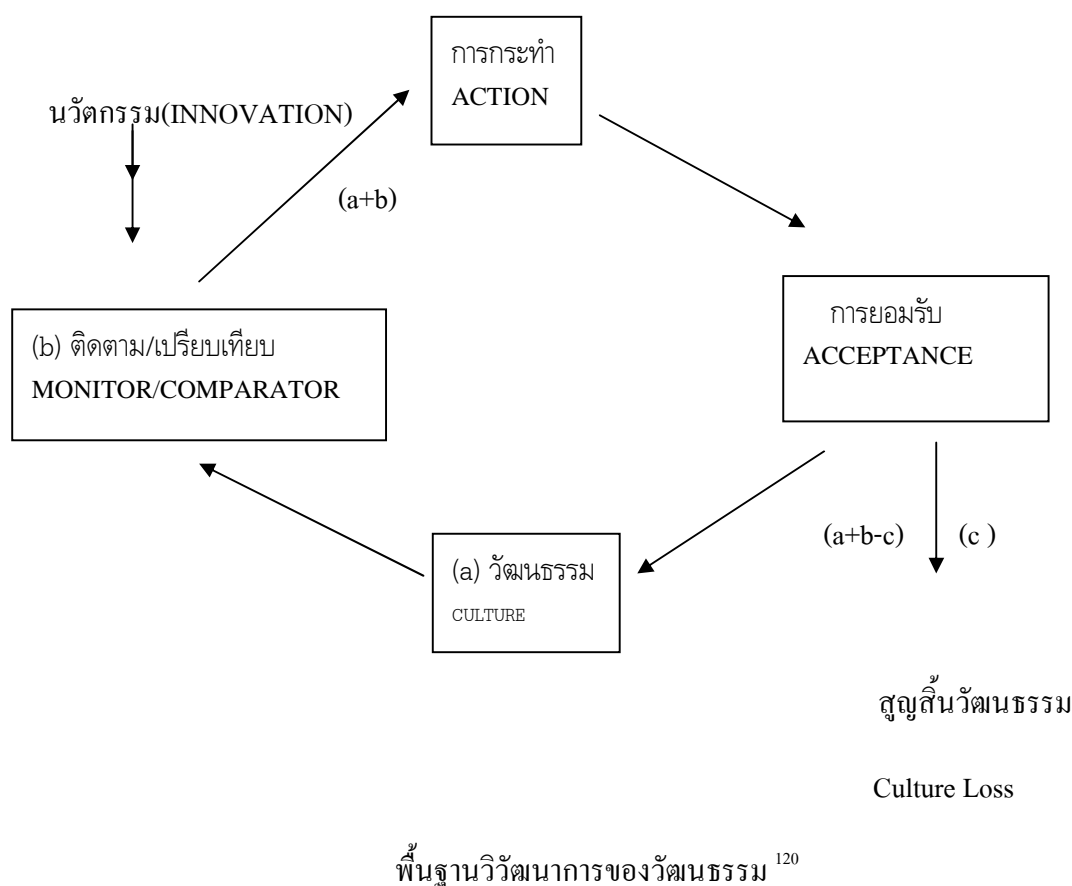 การกระทำ
ACTION
นวัตกรรม(INNOVATION)
(a+b)
การยอมรับ
ACCEPTANCE
(b) ติดตาม/เปรียบเทียบ
MONITOR/COMPARATOR
(a+b-c) (c )
(a) วัฒนธรรม
CULTURE
สูญสิ้นวัฒนธรรม
Culture Loss
พื้นฐานวิวัฒนาการของวัฒนธรรม 120